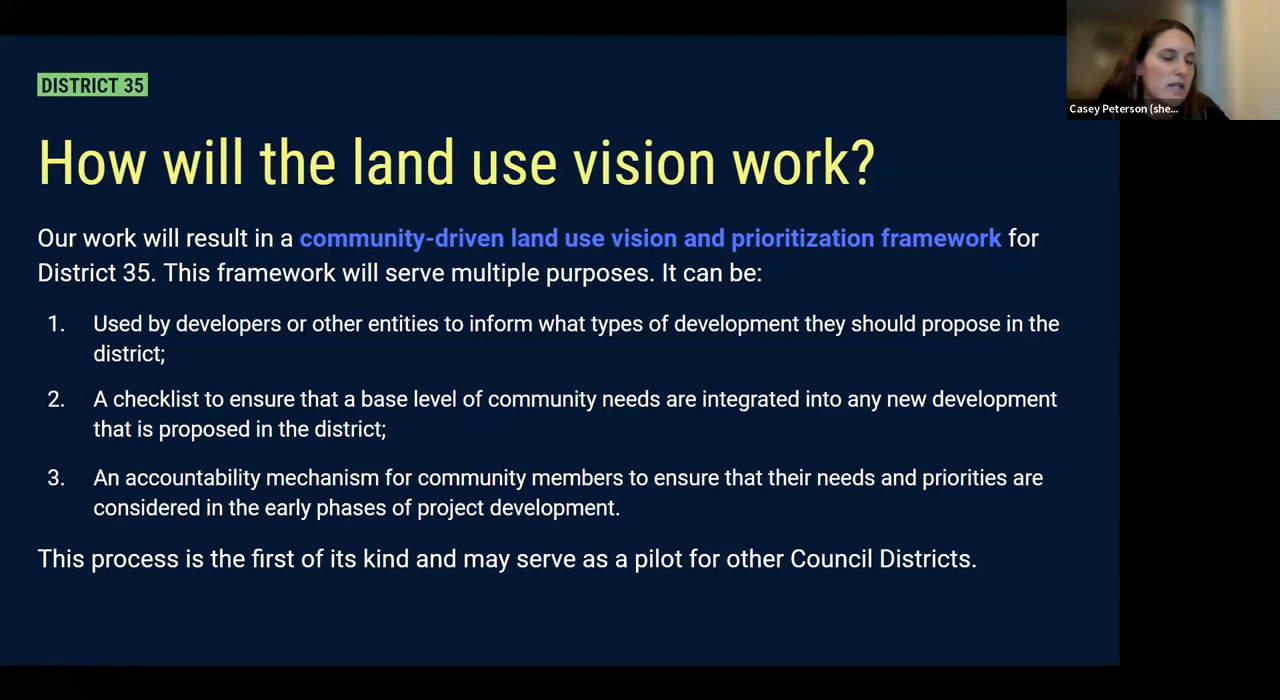 DISTRICT 35
Casey Peterson (she...
How will the land use vision work?
Our work will result in a community-driven land use vision and prioritization framework for
District 35. This framework will serve multiple purposes. It can be:
1. Used by developers or other entities to inform what types of development they should propose in the
district;
2. A checklist to ensure that a base level of community needs are integrated into any new development
that is proposed in the district;
3. An accountability mechanism for community members to ensure that their needs and priorities are
considered in the early phases of project development.
This process is the first of its kind and may serve as a pilot for other Council Districts.